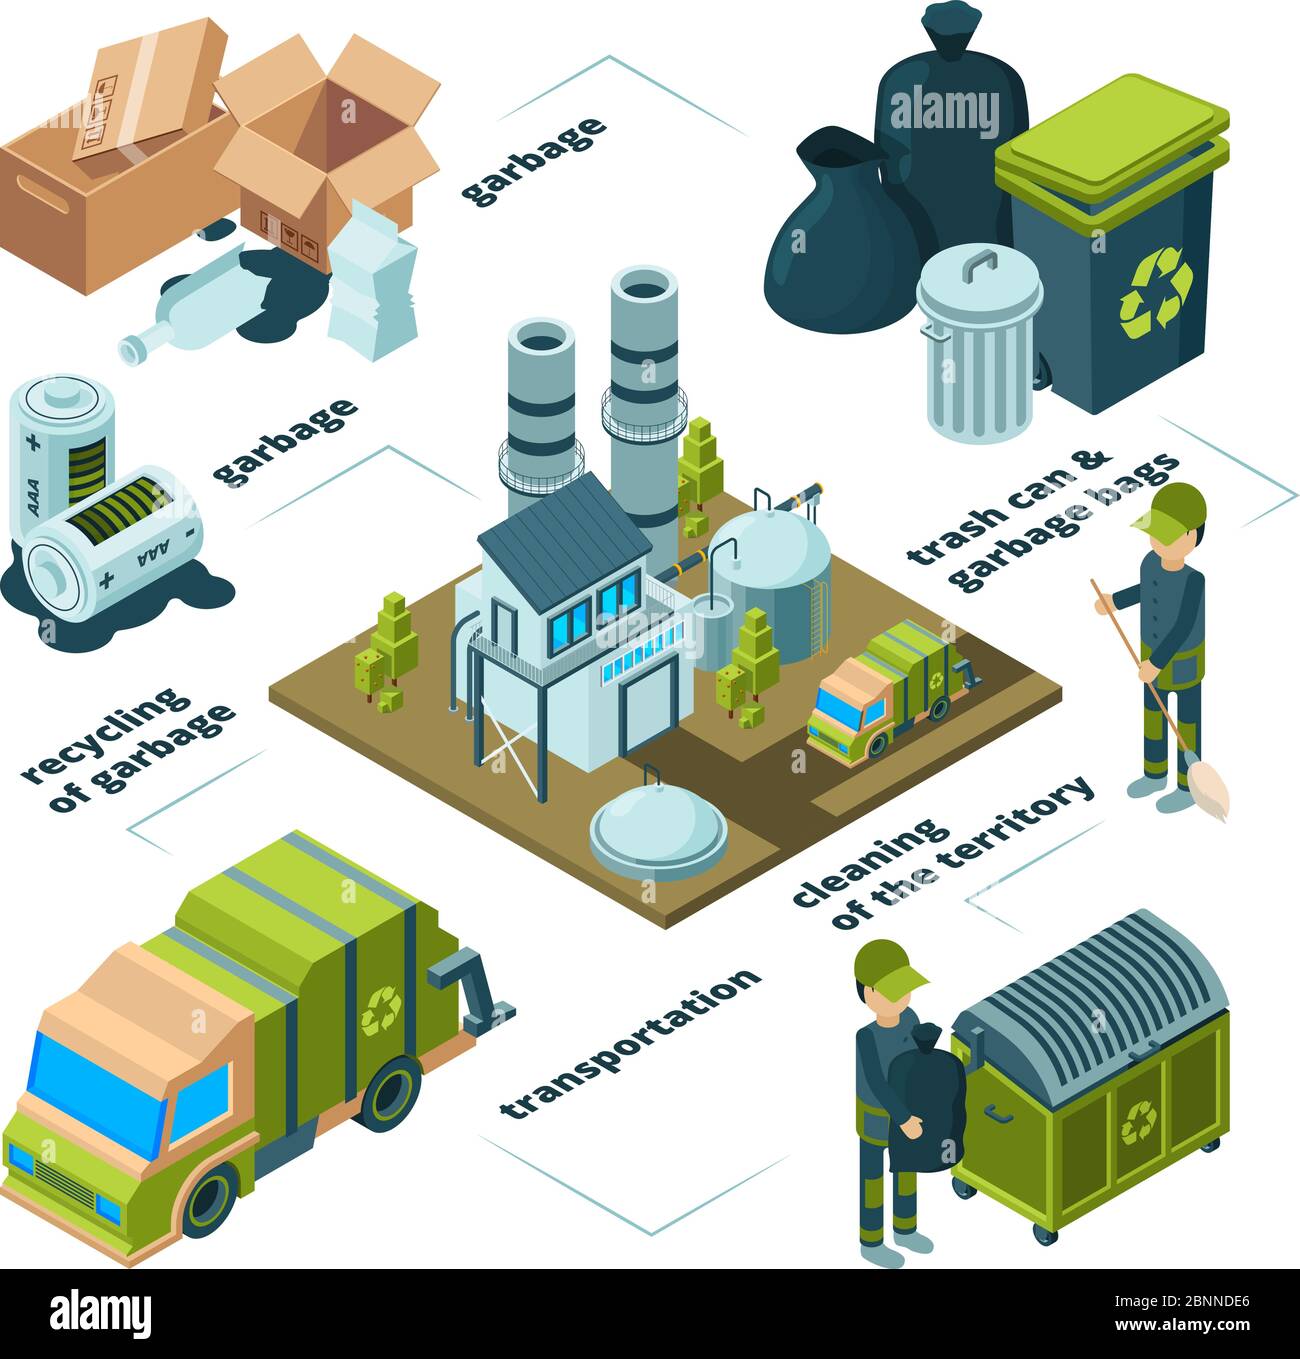 garbage
garbage
AAA
+
AAA
+
-
trash can &
garbage bags
recycling
of garbage
cleaning
of the territory
transportation
alamy
Image ID: 2BNNDE6
www.alamy.com